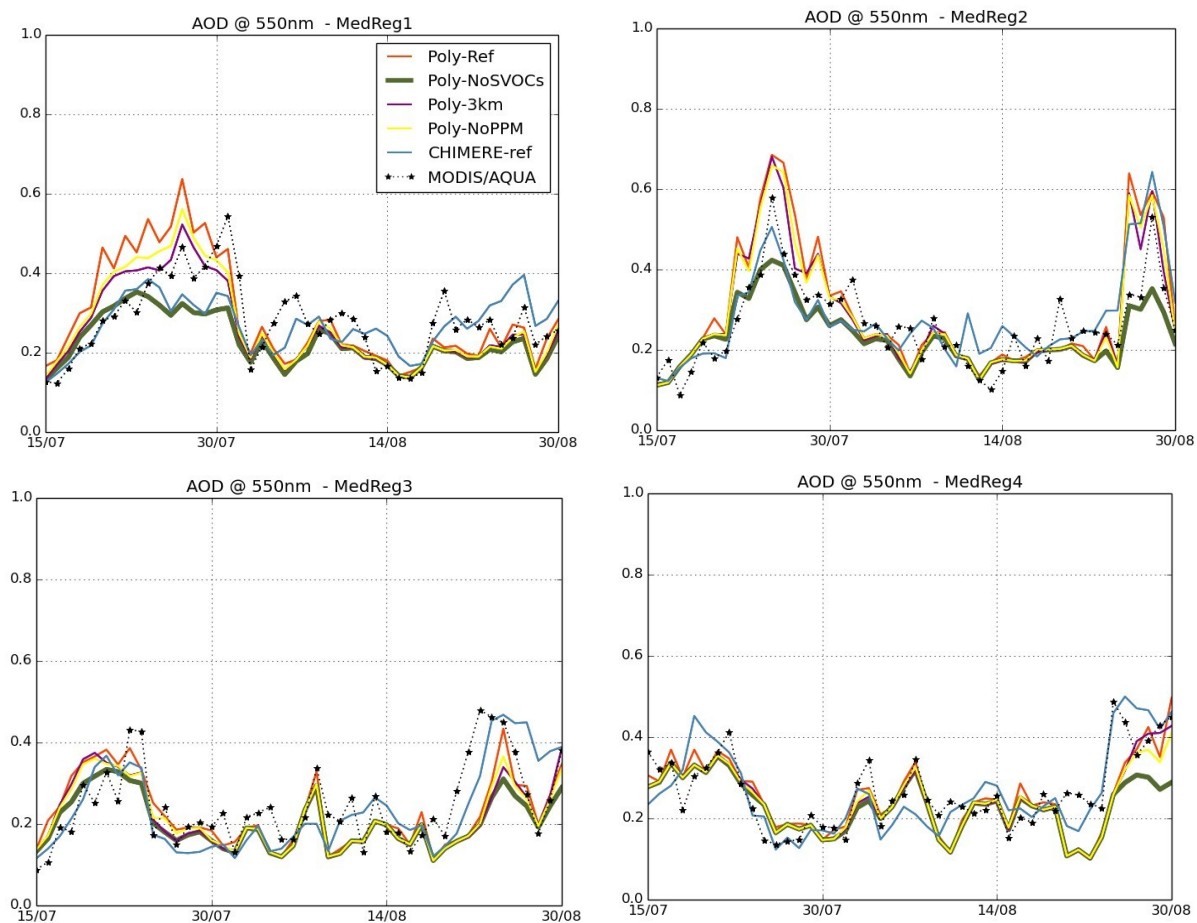 AOD @ 550nm - MedReg1
1.0
0.8
0.6
0.4
0.2
0.0
15/07 30/07 14/08 30/08
Poly-Ref
Poly-NoSVOCs
Poly-3km
Poly-NoPPM
CHIMERE-ref
MODIS/AQUA
AOD @ 550nm - MedReg2
1.0
0.8
0.6
0.4
0.2
0.0
15/07 30/07 14/08 30/08
AOD @ 550nm - MedReg3
1.0
0.8
0.6
0.4
0.2
0.0
15/07 30/07 14/08 30/08
AOD @ 550nm - MedReg4
1.0
0.8
0.6
0.4
0.2
0.0
15/07 30/07 14/08 30/08